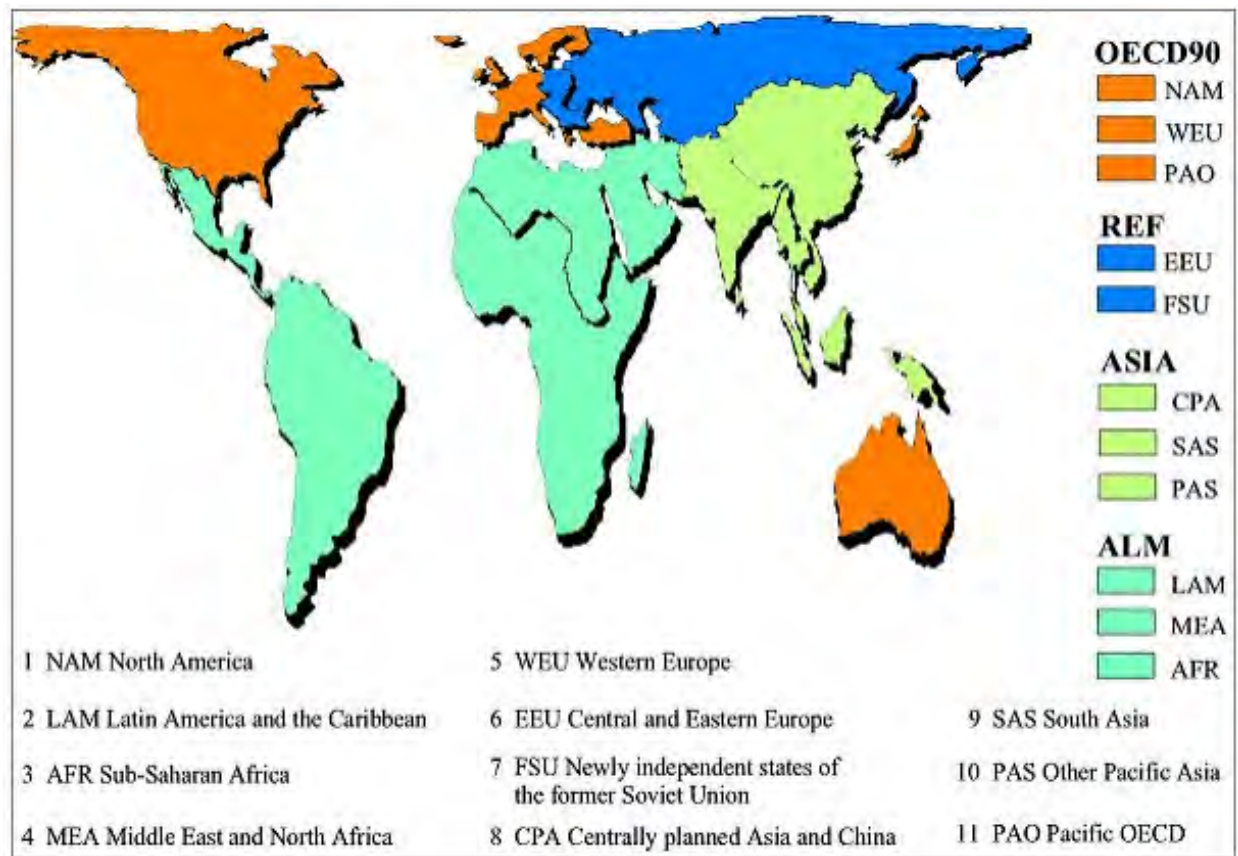 OECD90
NAM
WEU
PAO
REF
EEU
FSU
ASIA
CPA
SAS
PAS
ALM
LAM
MEA
AFR
1 NAM North America
2 LAM Latin America and the Caribbean
3 AFR Sub-Saharan Africa
4 MEA Middle East and North Africa
5 WEU Western Europe
6 EEU Central and Eastern Europe
7 FSU Newly independent states of
the former Soviet Union
8 CPA Centrally planned Asia and China
9 SAS South Asia
10 PAS Other Pacific Asia
11 PAO Pacific OECD